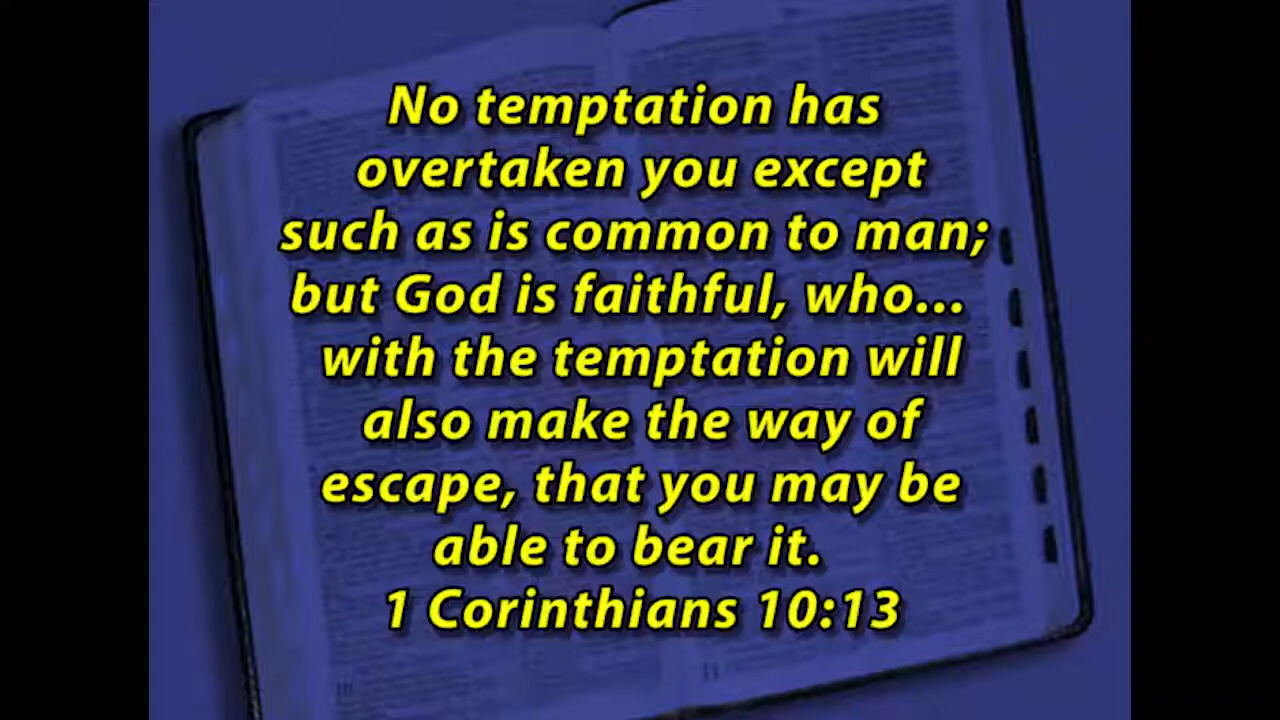 No temptation has
overtaken you except
such as is common to man;
but God is faithful, who...
with the temptation will
also make the way of
escape, that you may be
able to bear it.
1 Corinthians 10:13